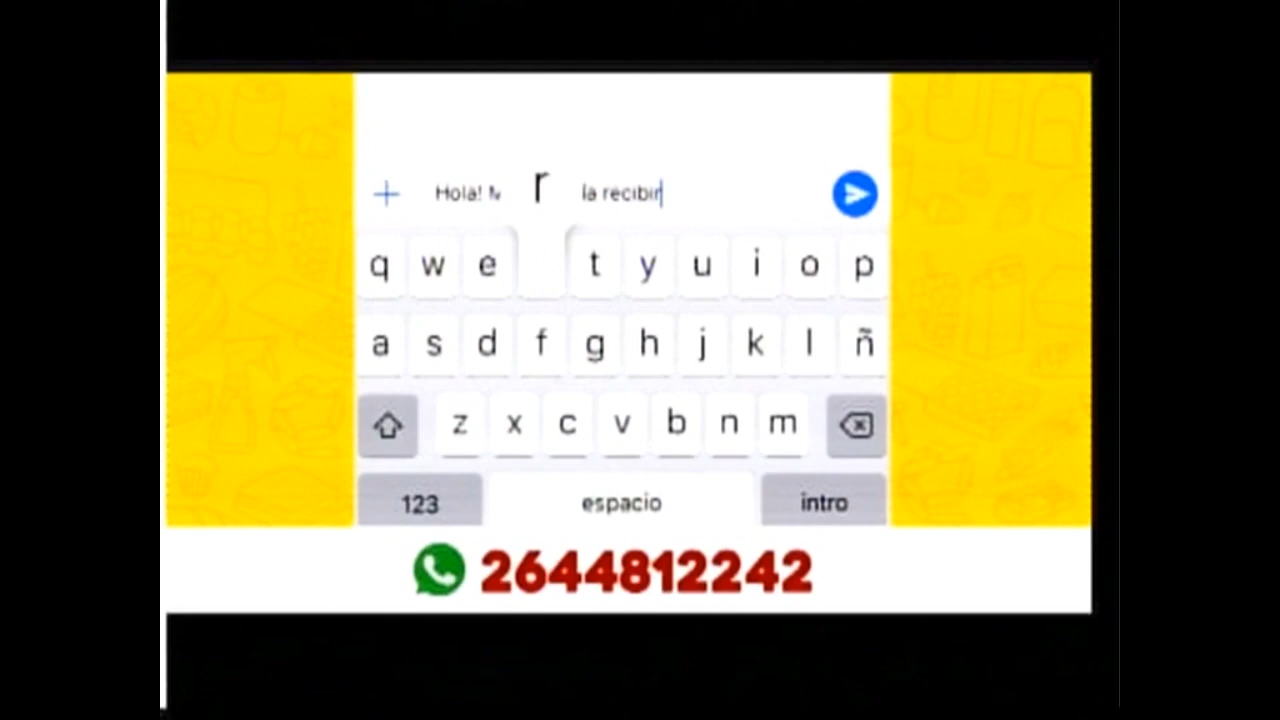 Hola! r la recibir
q w e t y u i o p
a s d f g h j k l ñ
z x c v b n m
123 espacio intro
2644812242